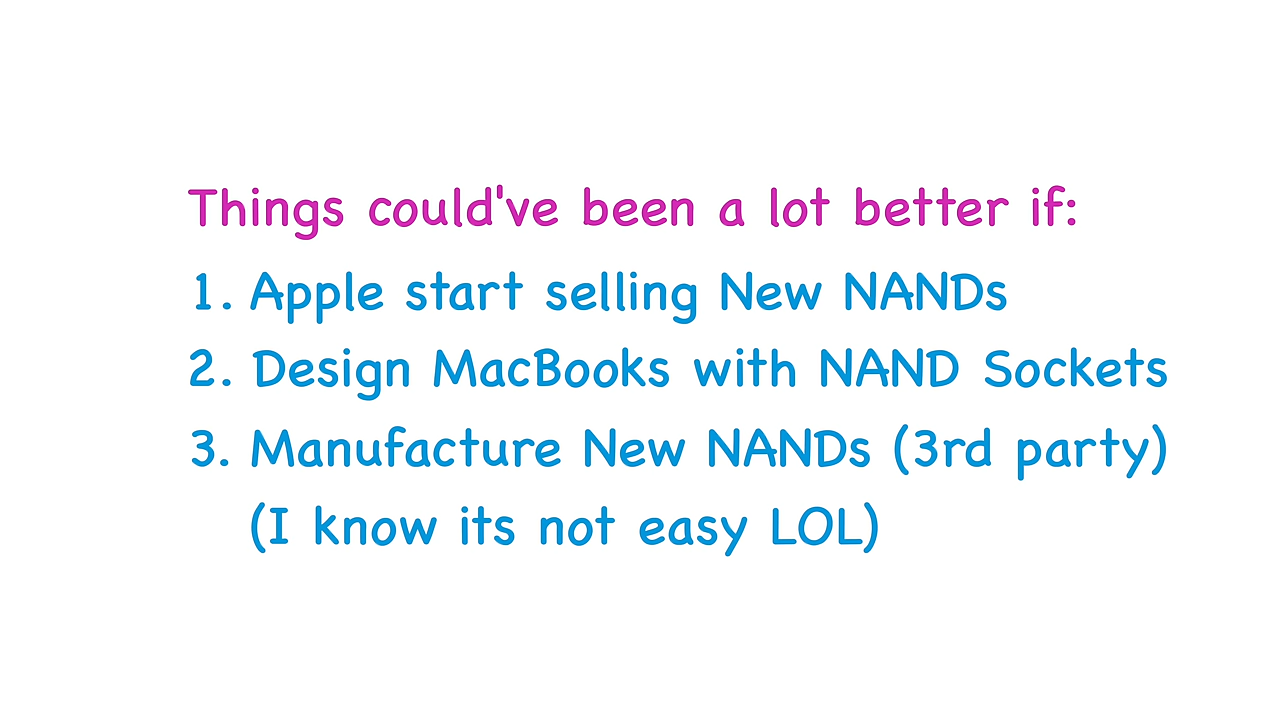 Things could've been a lot better if:
1. Apple start selling New NANDs
2. Design MacBooks with NAND Sockets
3. Manufacture New NANDs (3rd party)
(I know its not easy LOL)